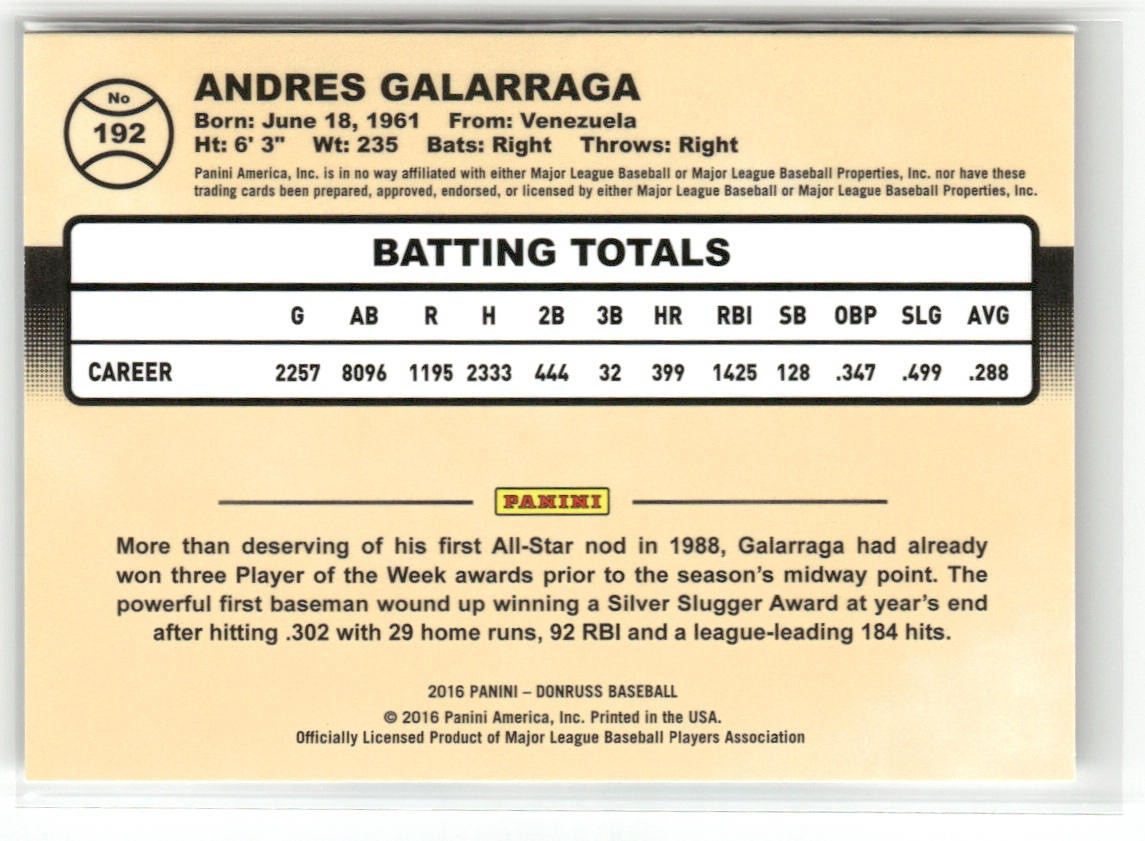 No
192
ANDRES GALARRAGA
Born: June 18, 1961 From: Venezuela
Ht: 6' 3" Wt: 235 Bats: Right Throws: Right
Panini America, Inc. is in no way affiliated with either Major League Baseball or Major League Baseball Properties, Inc. nor have these
trading cards been prepared, approved, endorsed, or licensed by either Major League Baseball or Major League Baseball Properties, Inc.
BATTING TOTALS
G AB R H 2B 3B HR RBI SB OBP SLG AVG
CAREER 2257 8096 1195 2333 444 32 399 1425 128 .347 .499 .288
PANINI
More than deserving of his first All-Star nod in 1988, Galarraga had already
won three Player of the Week awards prior to the season's midway point. The
powerful first baseman wound up winning a Silver Slugger Award at year's end
after hitting .302 with 29 home runs, 92 RBI and a league-leading 184 hits.
2016 PANINI – DONRUSS BASEBALL
© 2016 Panini America, Inc. Printed in the USA.
Officially Licensed Product of Major League Baseball Players Association